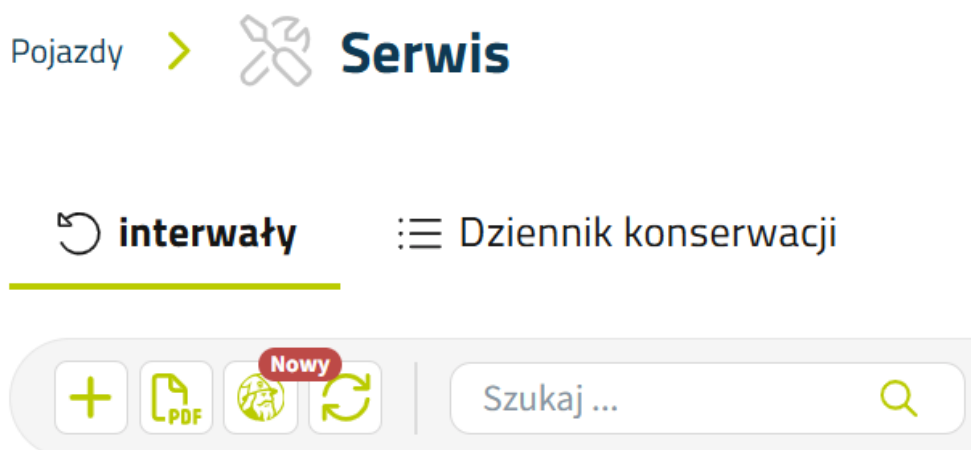 Pojazdy Serwis
interwały Dziennik konserwacji
Nowy
PDF Szukaj ...